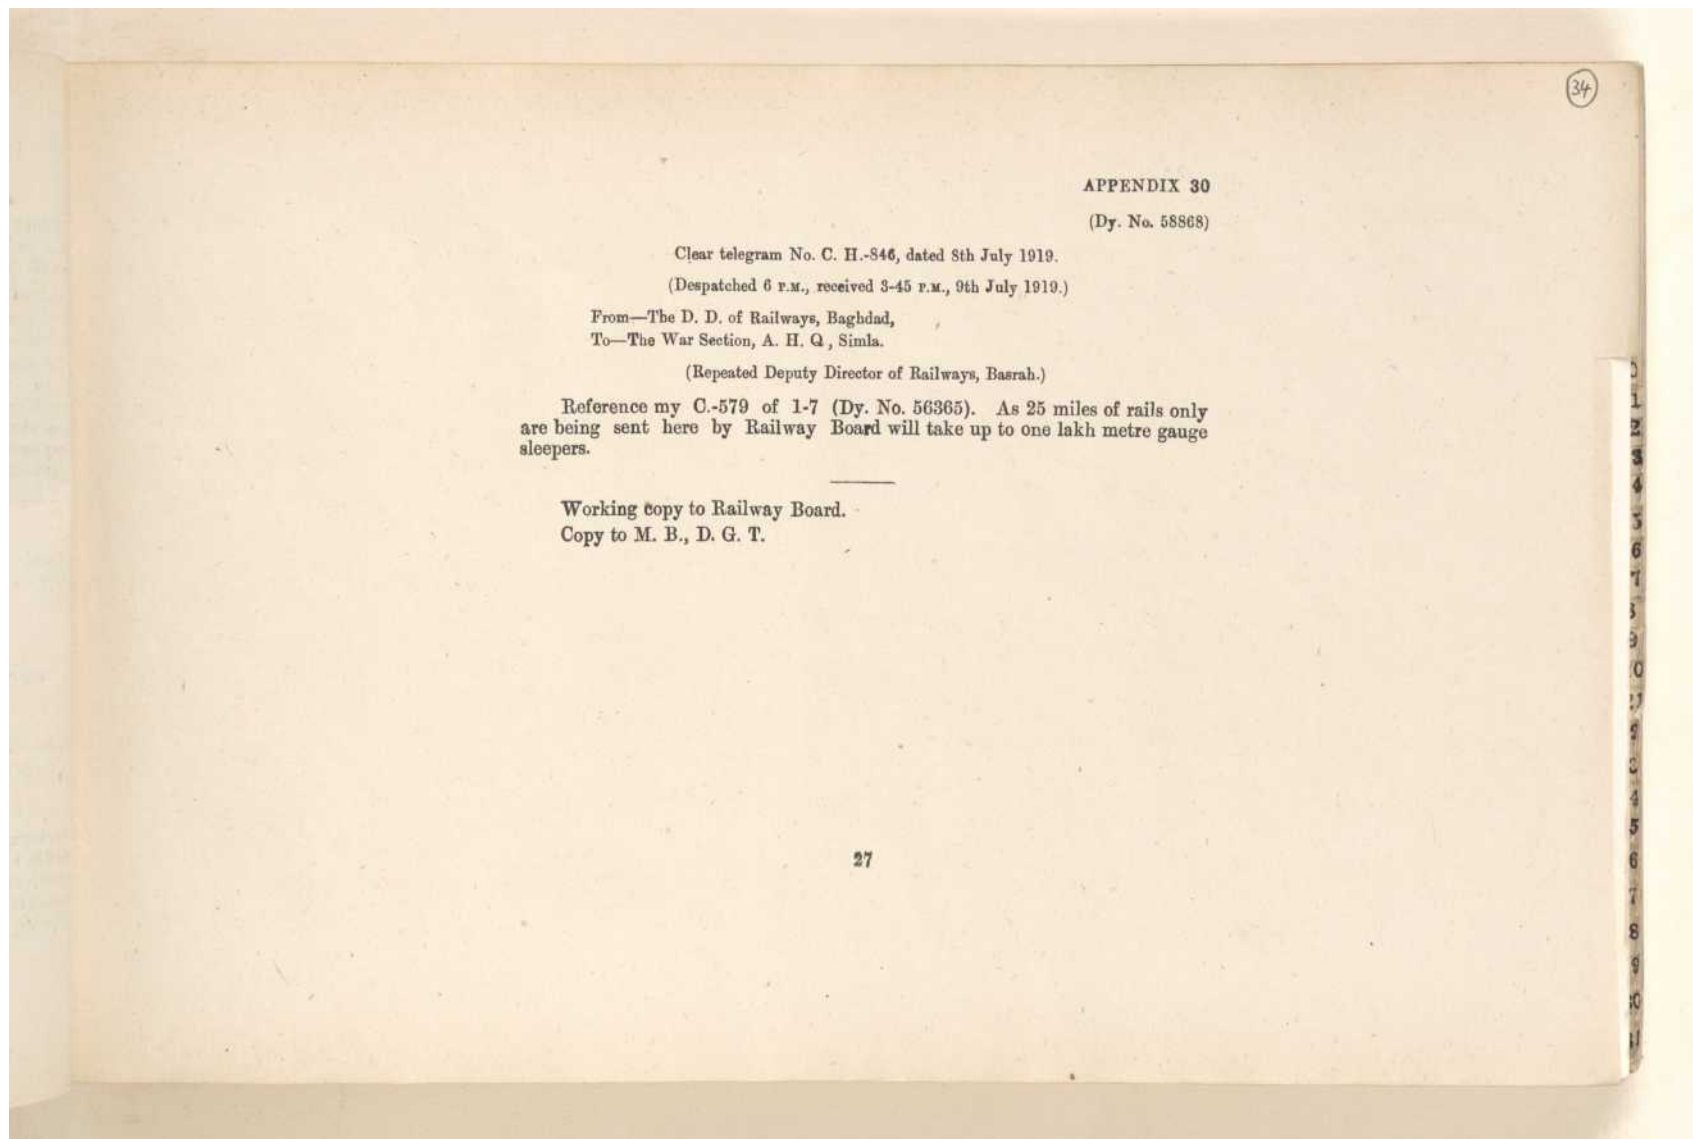 34
APPENDIX 30
(Dy. No. 58868)
Clear telegram No. C. H.-846, dated 8th July 1919.
(Despatched 6 P.M., received 3-45 P.M., 9th July 1919.)
From—The D. D. of Railways, Baghdad,
To—The War Section, A. H. Q, Simla.
(Repeated Deputy Director of Railways, Basrah.)
Reference my C.-579 of 1-7 (Dy. No. 56365). As 25 miles of rails only
are being sent here by Railway Board will take up to one lakh metre gauge
sleepers.
Working copy to Railway Board.
Copy to M. B., D. G. T.
27